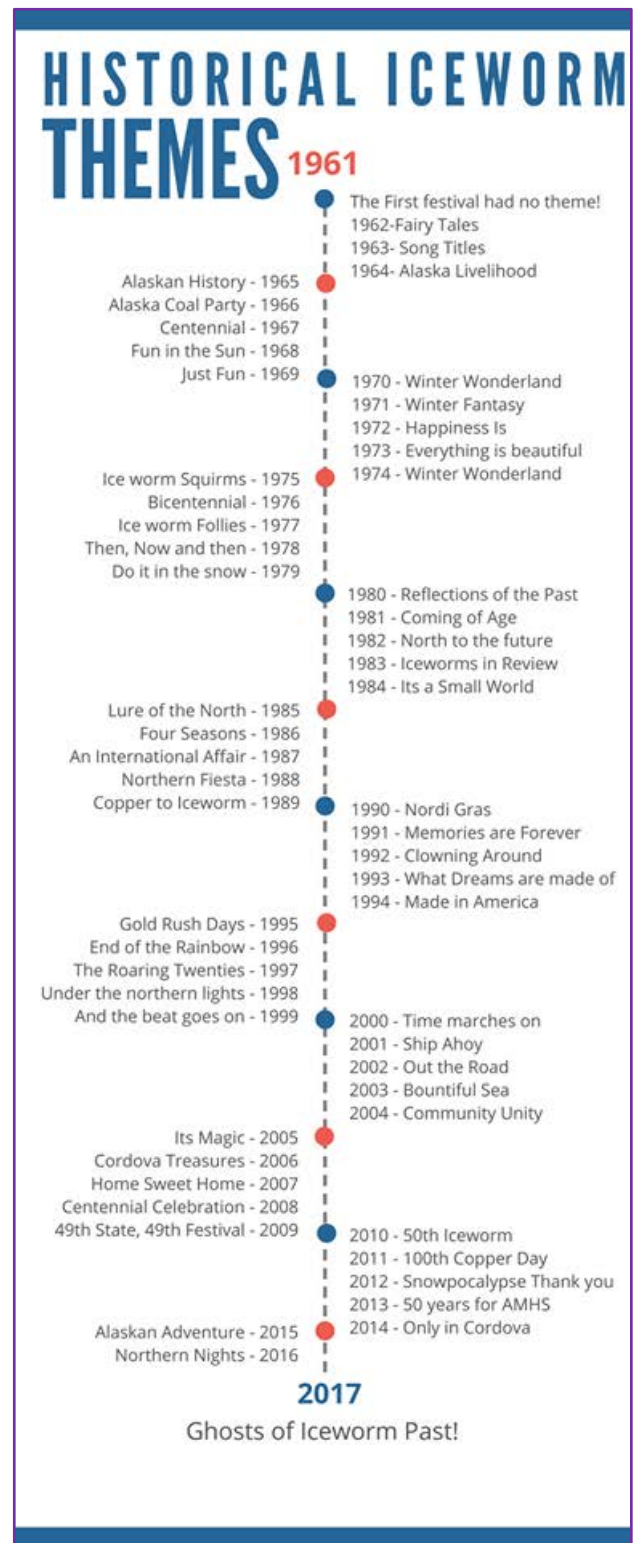 HISTORICAL ICEWORM
THEMES
1961
The First festival had no theme!
1962-Fairy Tales
1963- Song Titles
1964- Alaska Livelihood
Alaskan History - 1965
Alaska Coal Party - 1966
Centennial - 1967
Fun in the Sun - 1968
Just Fun - 1969
1970 - Winter Wonderland
1971 - Winter Fantasy
1972 - Happiness Is
1973 - Everything is beautiful
1974 - Winter Wonderland
Ice worm Squirms - 1975
Bicentennial - 1976
Ice worm Follies - 1977
Then, Now and then - 1978
Do it in the snow - 1979
1980 - Reflections of the Past
1981 - Coming of Age
1982 - North to the future
1983 - Iceworms in Review
1984 - Its a Small World
Lure of the North - 1985
Four Seasons - 1986
An International Affair - 1987
Northern Fiesta - 1988
Copper to Iceworm - 1989
1990 - Nordi Gras
1991 - Memories are Forever
1992 - Clowning Around
1993 - What Dreams are made of
1994 - Made in America
Gold Rush Days - 1995
End of the Rainbow - 1996
The Roaring Twenties - 1997
Under the northern lights - 1998
And the beat goes on - 1999
2000 - Time marches on
2001 - Ship Ahoy
2002 - Out the Road
2003 - Bountiful Sea
2004 - Community Unity
Its Magic - 2005
Cordova Treasures - 2006
Home Sweet Home - 2007
Centennial Celebration - 2008
49th State, 49th Festival - 2009
2010 - 50th Iceworm
2011 - 100th Copper Day
2012 - Snowpocalypse Thank you
2013 - 50 years for AMHS
2014 - Only in Cordova
Alaskan Adventure - 2015
Northern Nights - 2016
2017
Ghosts of Iceworm Past!